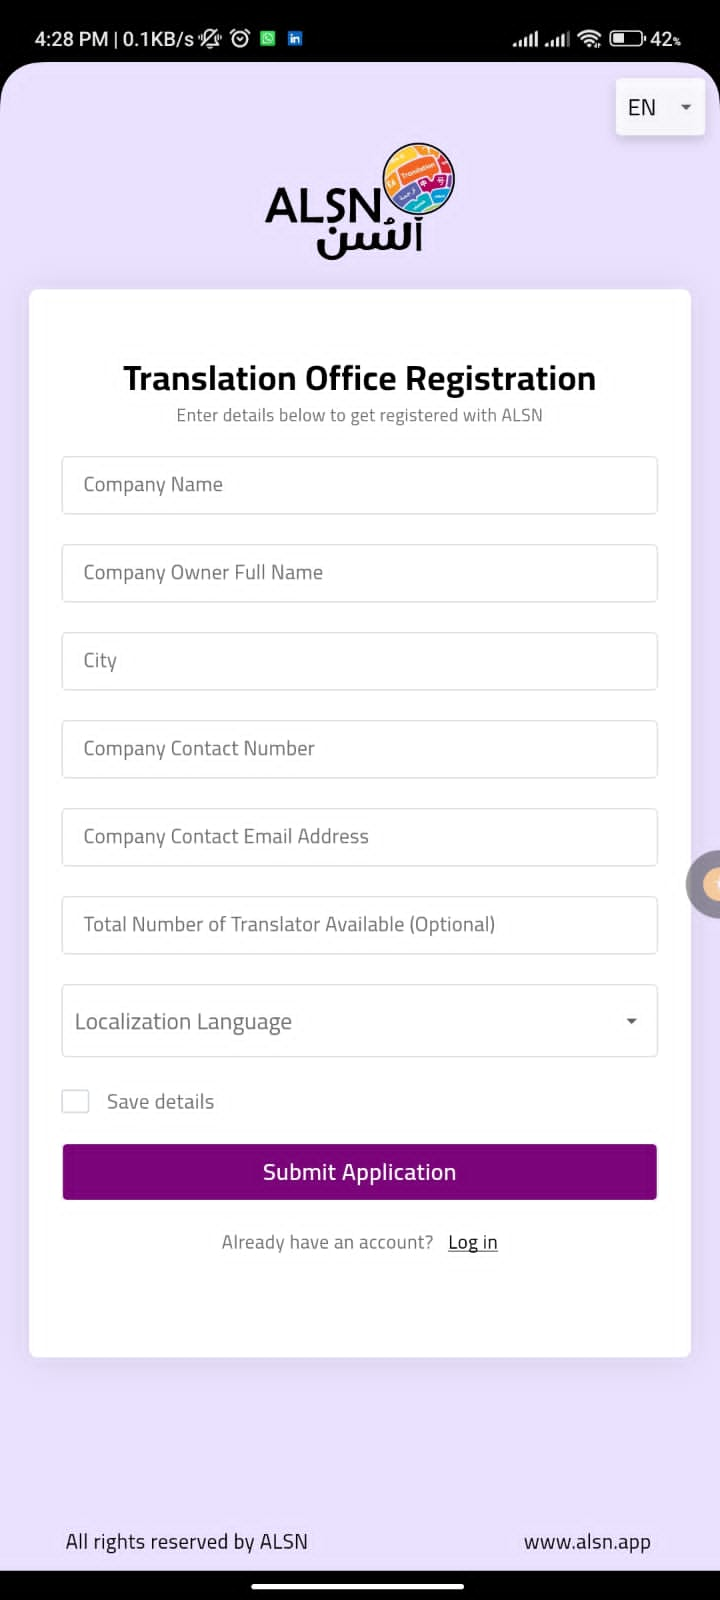 4:28 PM | 0.1KB/s
42%
EN
ALSN
Translation
ألسُن
Translation Office Registration
Enter details below to get registered with ALSN
Company Name
Company Owner Full Name
City
Company Contact Number
Company Contact Email Address
Total Number of Translator Available (Optional)
Localization Language
Save details
Submit Application
Already have an account? Log in
All rights reserved by ALSN
www.alsn.app